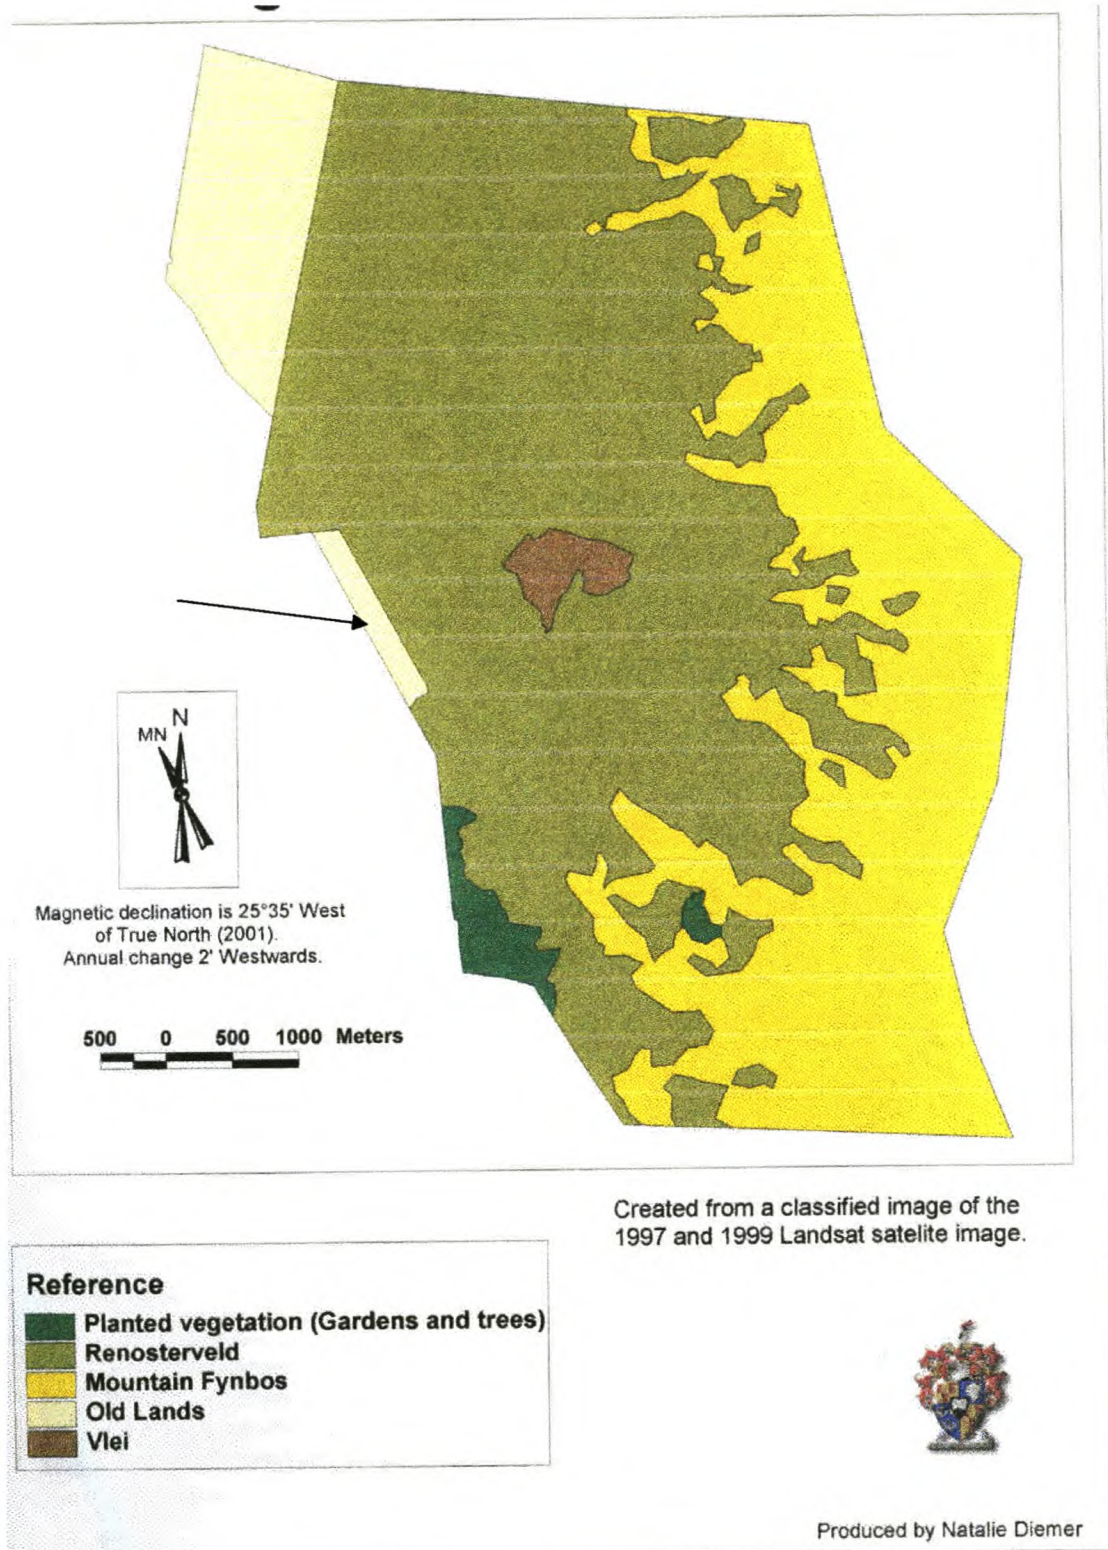 N
MN
Magnetic declination is 25°35' West
of True North (2001).
Annual change 2' Westwards.
500 0 500 1000 Meters
Created from a classified image of the
1997 and 1999 Landsat satelite image.
Reference
Planted vegetation (Gardens and trees)
Renosterveld
Mountain Fynbos
Old Lands
Vlei
Produced by Natalie Diemer